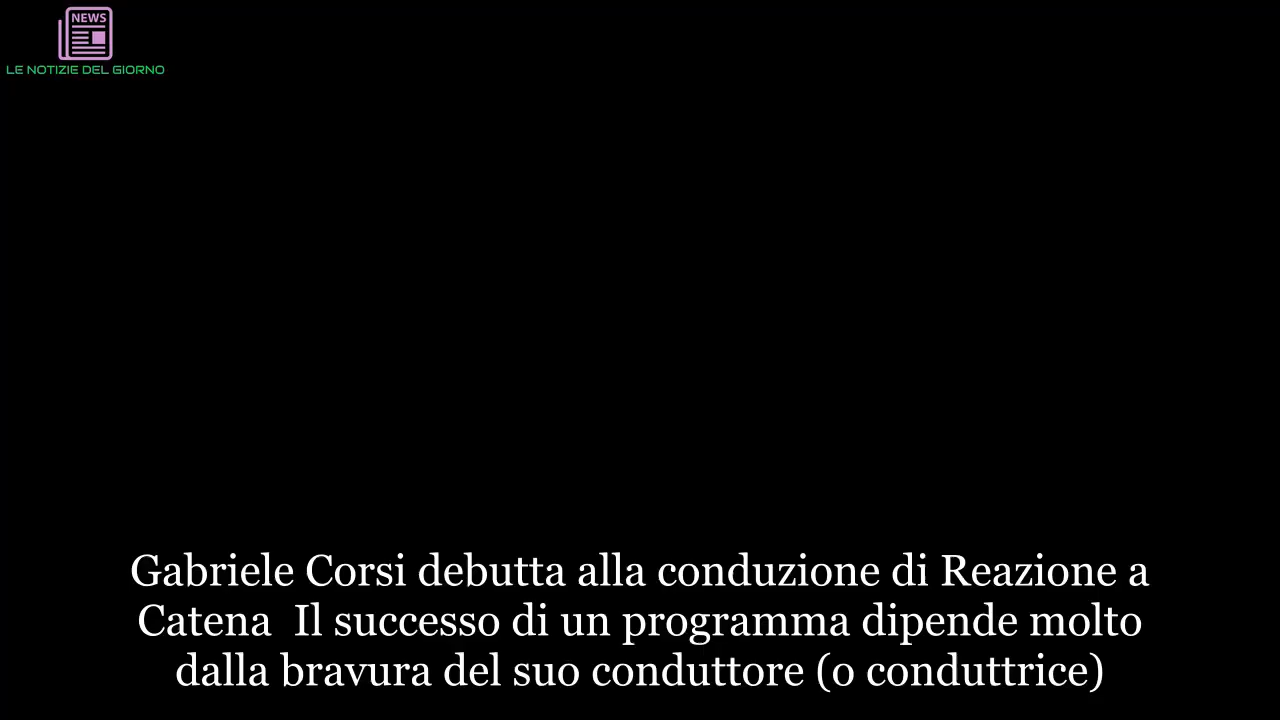 NEWS
LE NOTIZIE DEL GIORNO
Gabriele Corsi debutta alla conduzione di Reazione a
Catena  Il successo di un programma dipende molto
dalla bravura del suo conduttore (o conduttrice)